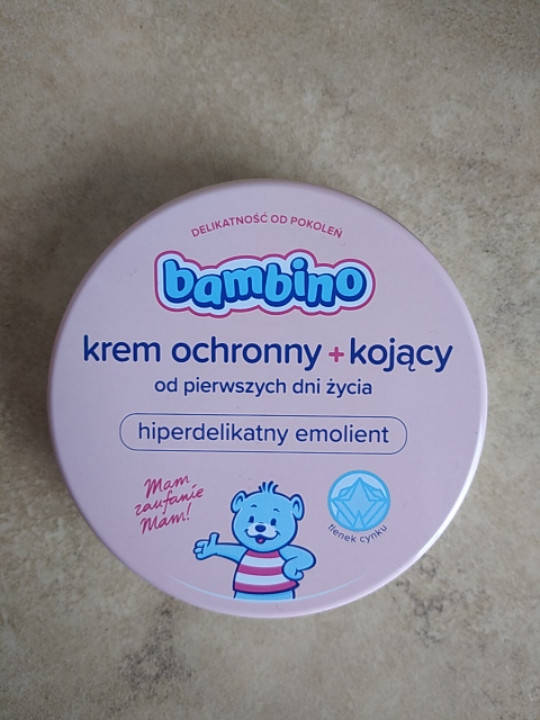 DELIKATNOŚĆ OD POKOLEŃ
bambino
krem ochronny + kojący
od pierwszych dni życia
hiperdelikatny emolient
Mam
zaufanie
Mam!
tlenek cynku